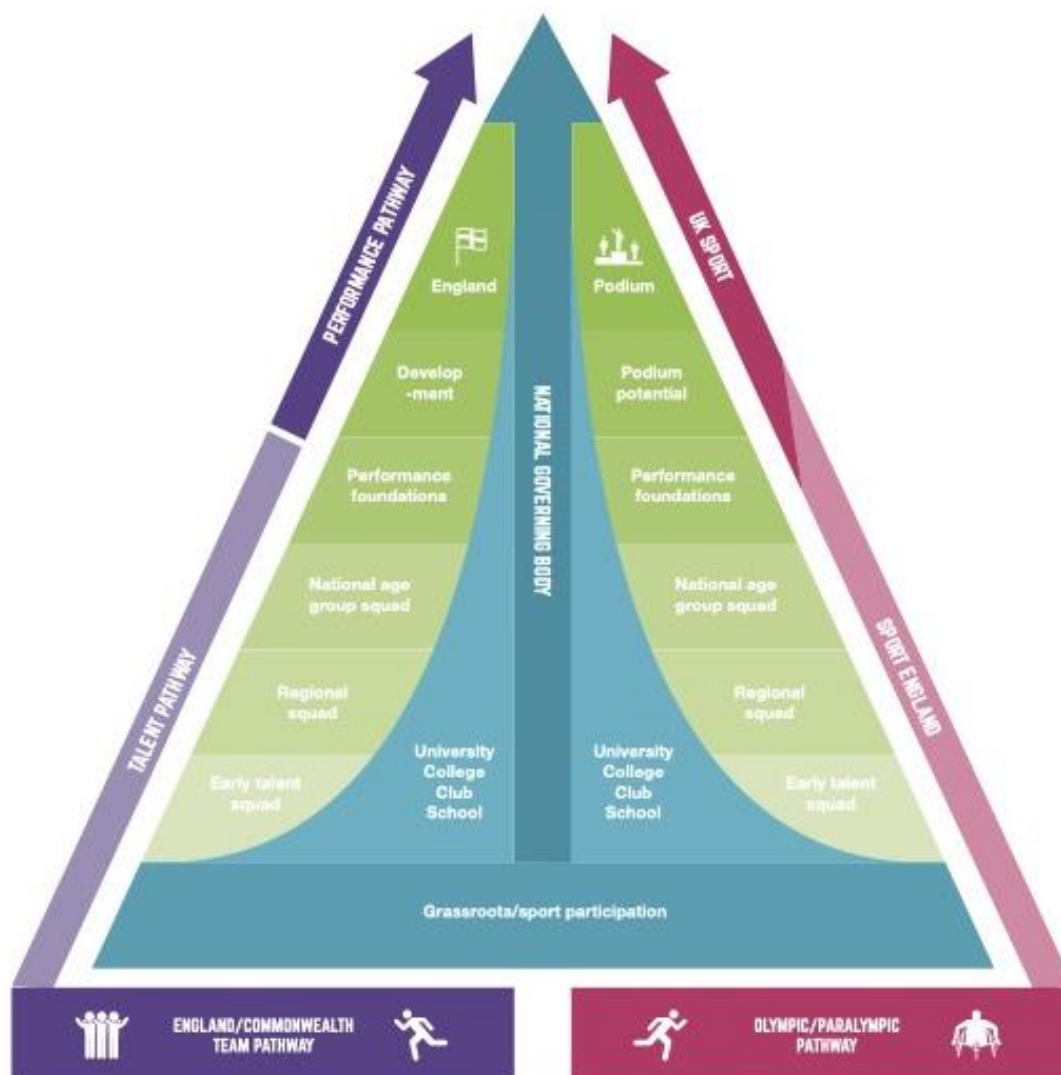 PERFORMANCE PATHWAY
UK SPORT
England
Podium
Develop
-ment
Podium
potential
NATIONAL GOVERNING BODY
Performance
foundations
Performance
foundations
National age
group squad
National age
group squad
TALENT PATHWAY
SPORT ENGLAND
Regional
squad
Regional
squad
University
College
Club
School
University
College
Club
School
Early talent
squad
Early talent
squad
Grassroots/sport participation
ENGLAND/COMMONWEALTH
TEAM PATHWAY
OLYMPIC/PARALYMPIC
PATHWAY